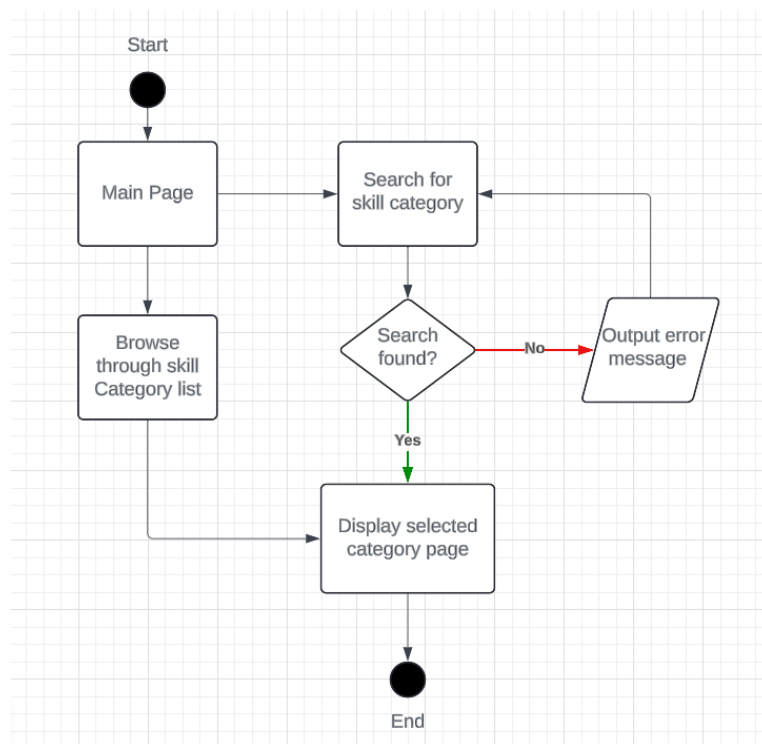 Start
Main Page
Search for
skill category
Browse
through skill
Category list
Search
found?
No
Output error
message
Yes
Display selected
category page
End